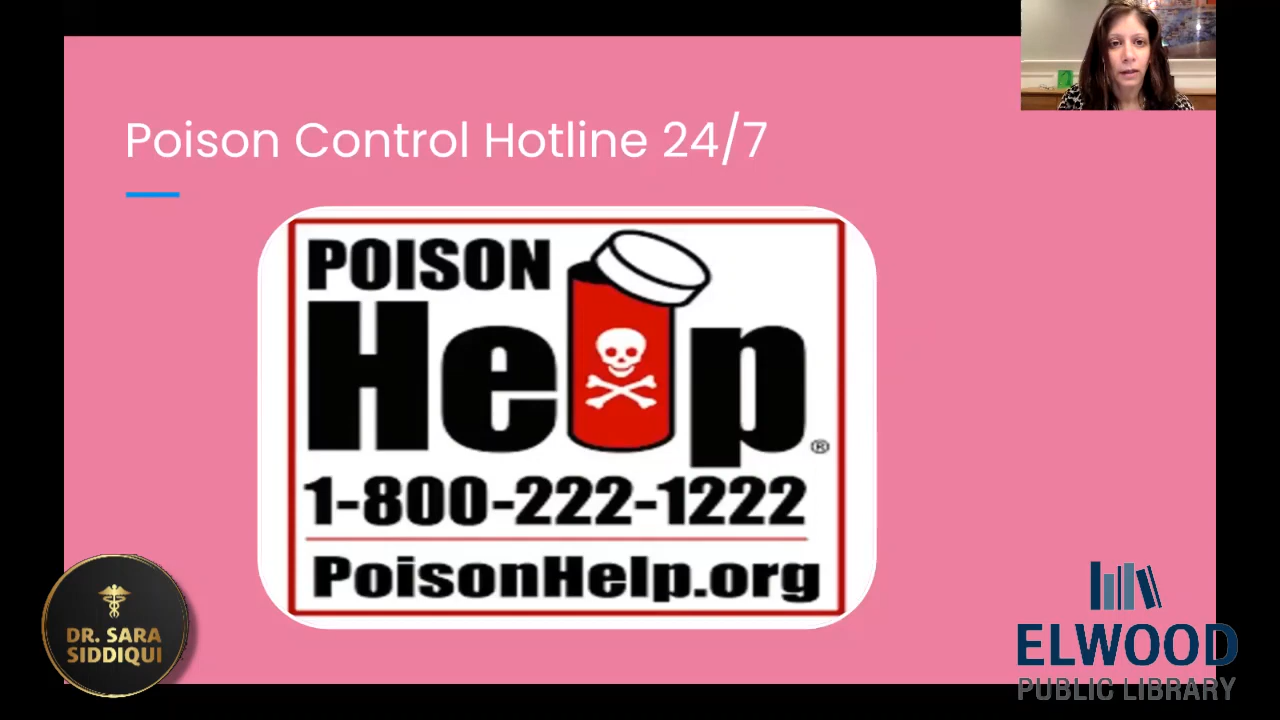 Poison Control Hotline 24/7
POISON
Help®
1-800-222-1222
PoisonHelp.org
DR. SARA
SIDDIQUI
ELWOOD
PUBLIC LIBRARY